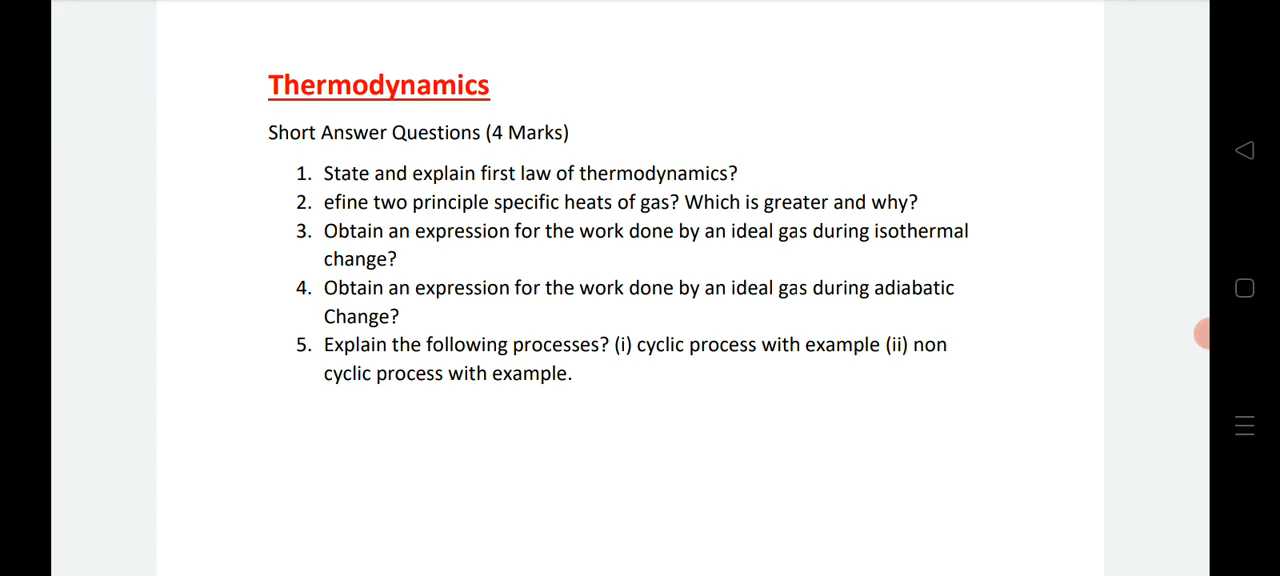 Thermodynamics
Short Answer Questions (4 Marks)
1. State and explain first law of thermodynamics?
2. efine two principle specific heats of gas? Which is greater and why?
3. Obtain an expression for the work done by an ideal gas during isothermal
change?
4. Obtain an expression for the work done by an ideal gas during adiabatic
Change?
5. Explain the following processes? (i) cyclic process with example (ii) non
cyclic process with example.